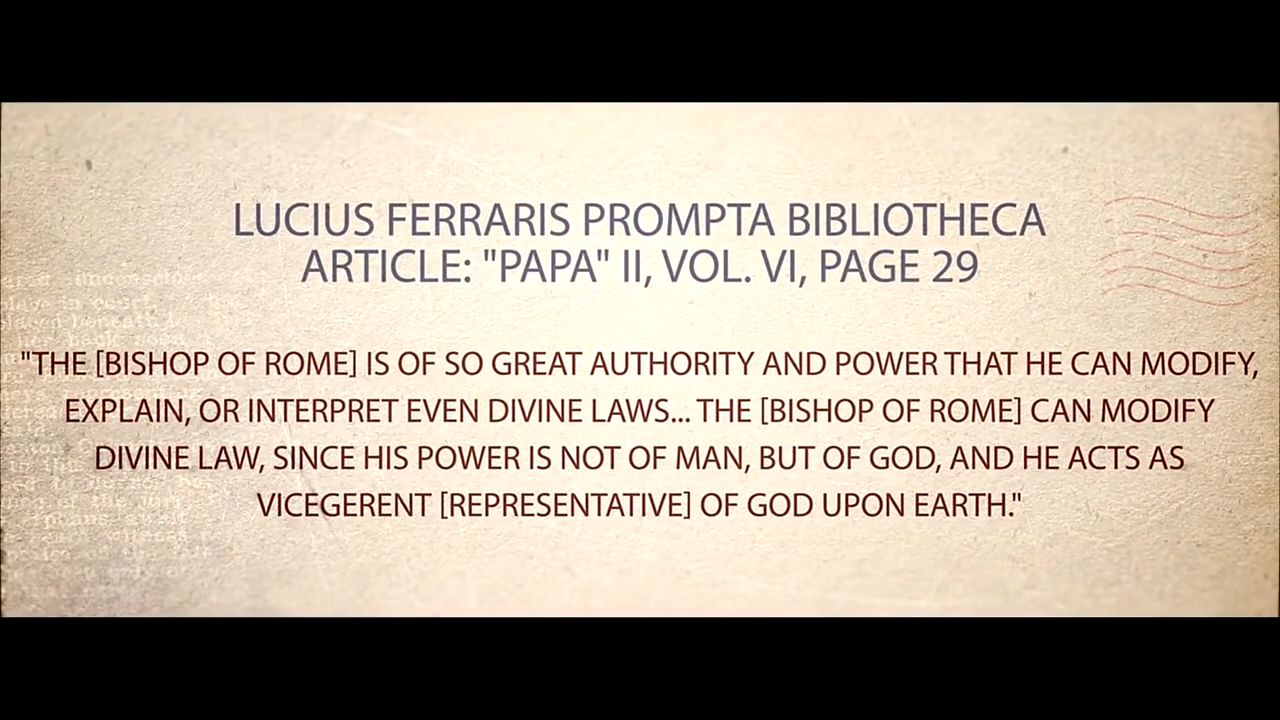 LUCIUS FERRARIS PROMPTA BIBLIOTHECA
ARTICLE: "PAPA" II, VOL. VI, PAGE 29
"THE [BISHOP OF ROME] IS OF SO GREAT AUTHORITY AND POWER THAT HE CAN MODIFY,
EXPLAIN, OR INTERPRET EVEN DIVINE LAWS... THE [BISHOP OF ROME] CAN MODIFY
DIVINE LAW, SINCE HIS POWER IS NOT OF MAN, BUT OF GOD, AND HE ACTS AS
VICEGERENT [REPRESENTATIVE] OF GOD UPON EARTH."